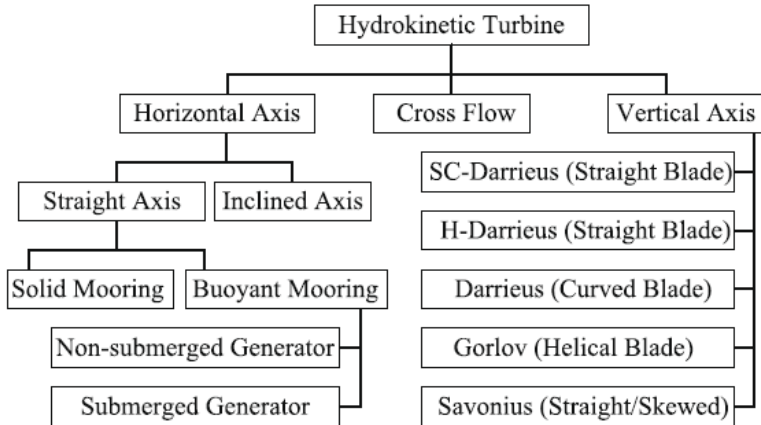 Hydrokinetic Turbine
Horizontal Axis
Cross Flow
Vertical Axis
Straight Axis
Inclined Axis
Solid Mooring
Buoyant Mooring
Non-submerged Generator
Submerged Generator
SC-Darrieus (Straight Blade)
H-Darrieus (Straight Blade)
Darrieus (Curved Blade)
Gorlov (Helical Blade)
Savonius (Straight/Skewed)